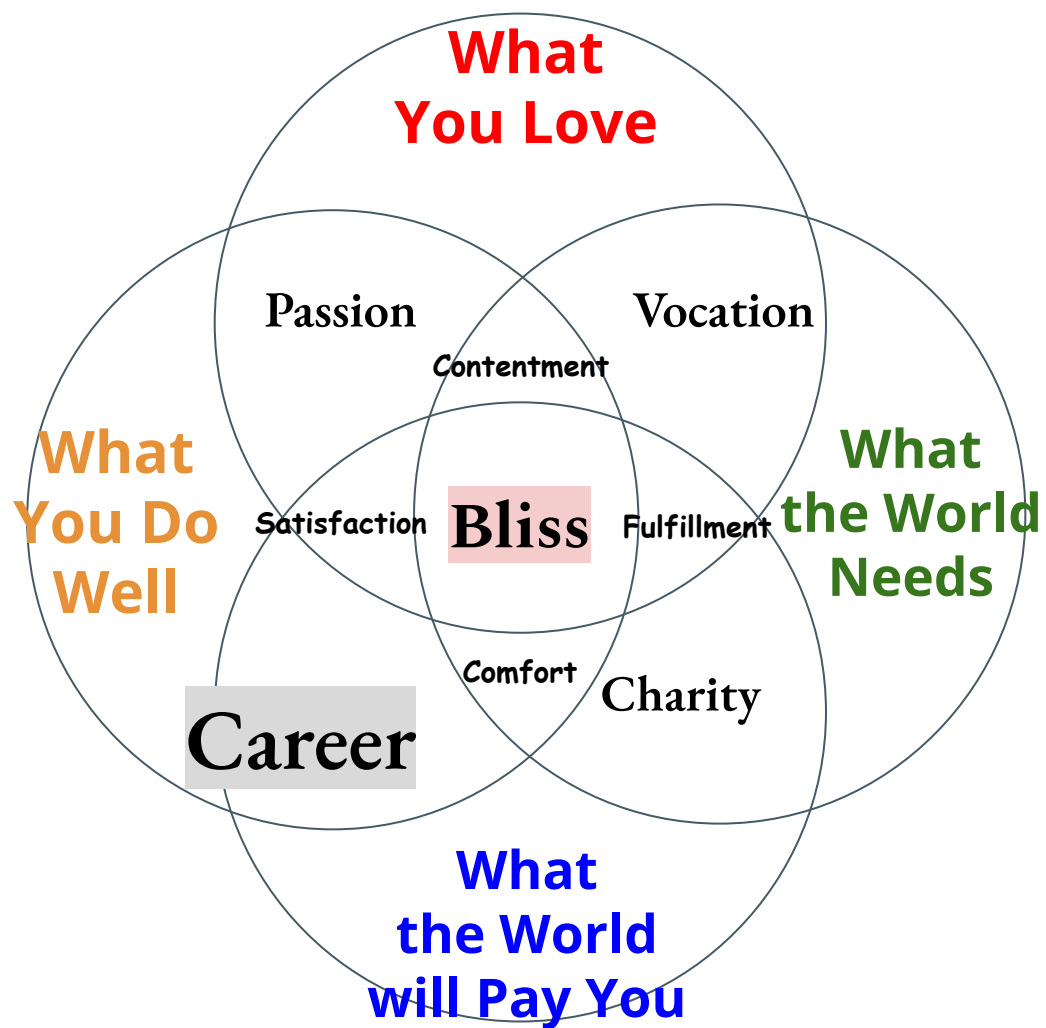 What
You Love
Passion
Vocation
Contentment
What
You Do
Well
Satisfaction
Bliss
Fulfillment
What
the World
Needs
Comfort
Charity
Career
What
the World
will Pay You